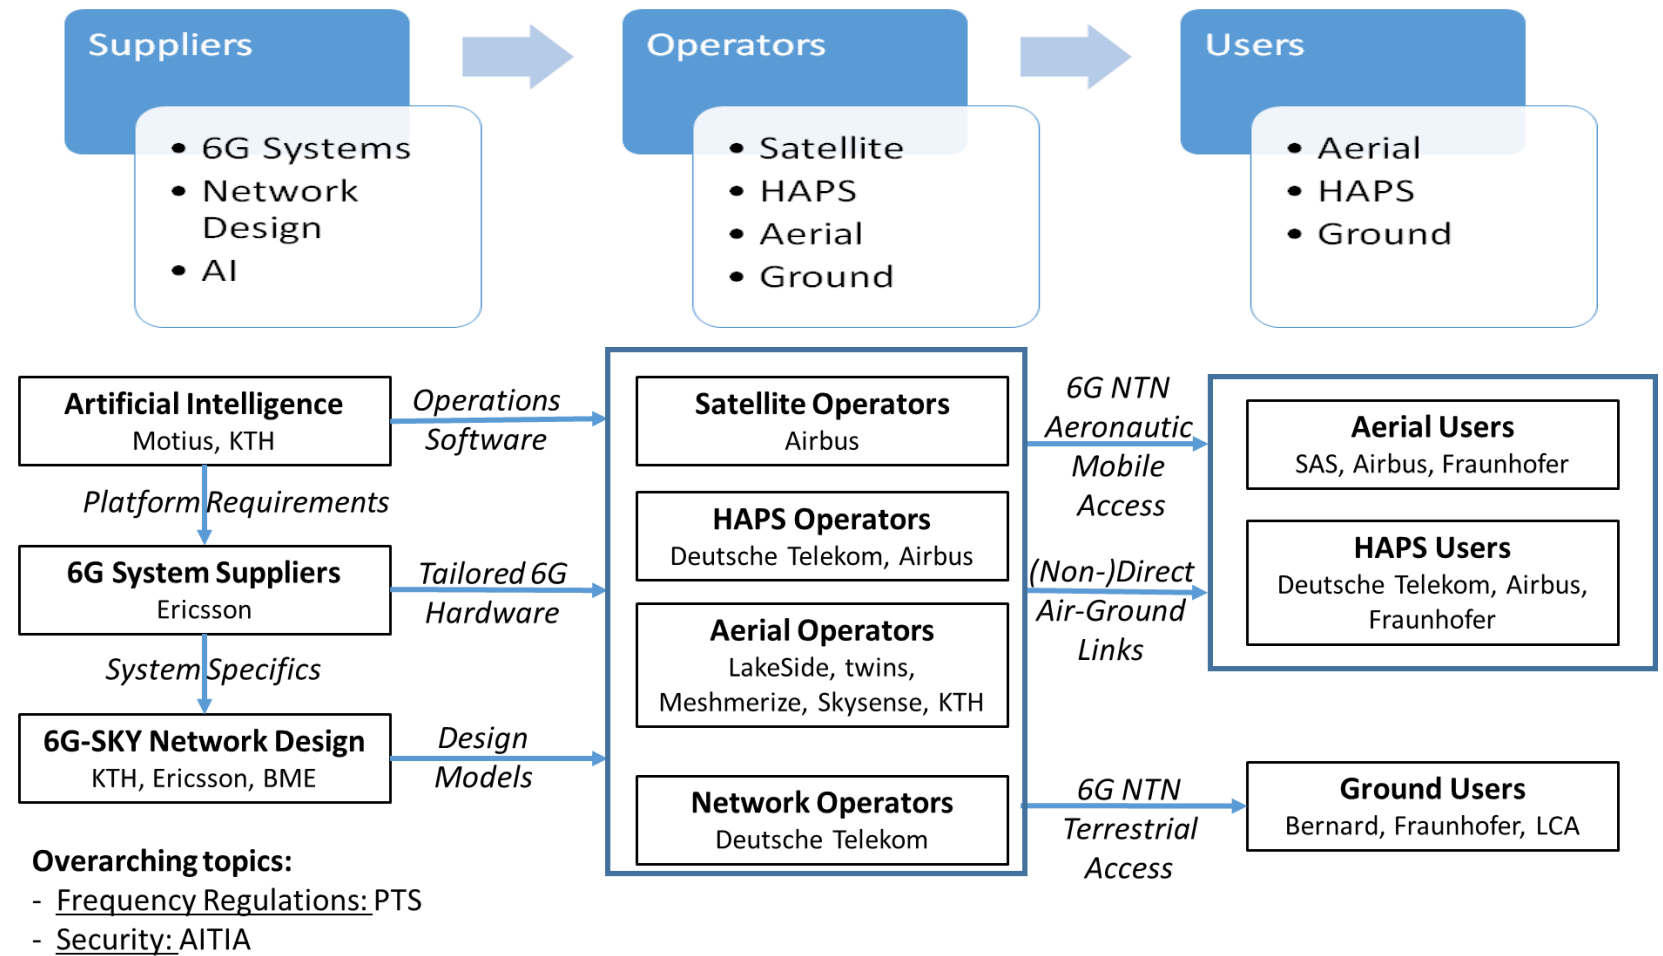 Suppliers
• 6G Systems
• Network
Design
• AI
Operators
• Satellite
• HAPS
• Aerial
• Ground
Users
• Aerial
• HAPS
• Ground
Artificial Intelligence
Motius, KTH
Platform Requirements
6G System Suppliers
Ericsson
System Specifics
6G-SKY Network Design
KTH, Ericsson, BME
Operations
Software
Tailored 6G
Hardware
Design
Models
Satellite Operators
Airbus
HAPS Operators
Deutsche Telekom, Airbus
Aerial Operators
LakeSide, twins,
Meshmerize, Skysense, KTH
Network Operators
Deutsche Telekom
6G NTN
Aeronautic
Mobile
Access
(Non-)Direct
Air-Ground
Links
6G NTN
Terrestrial
Access
Aerial Users
SAS, Airbus, Fraunhofer
HAPS Users
Deutsche Telekom, Airbus,
Fraunhofer
Ground Users
Bernard, Fraunhofer, LCA
Overarching topics:
- Frequency Regulations: PTS
- Security: AITIA